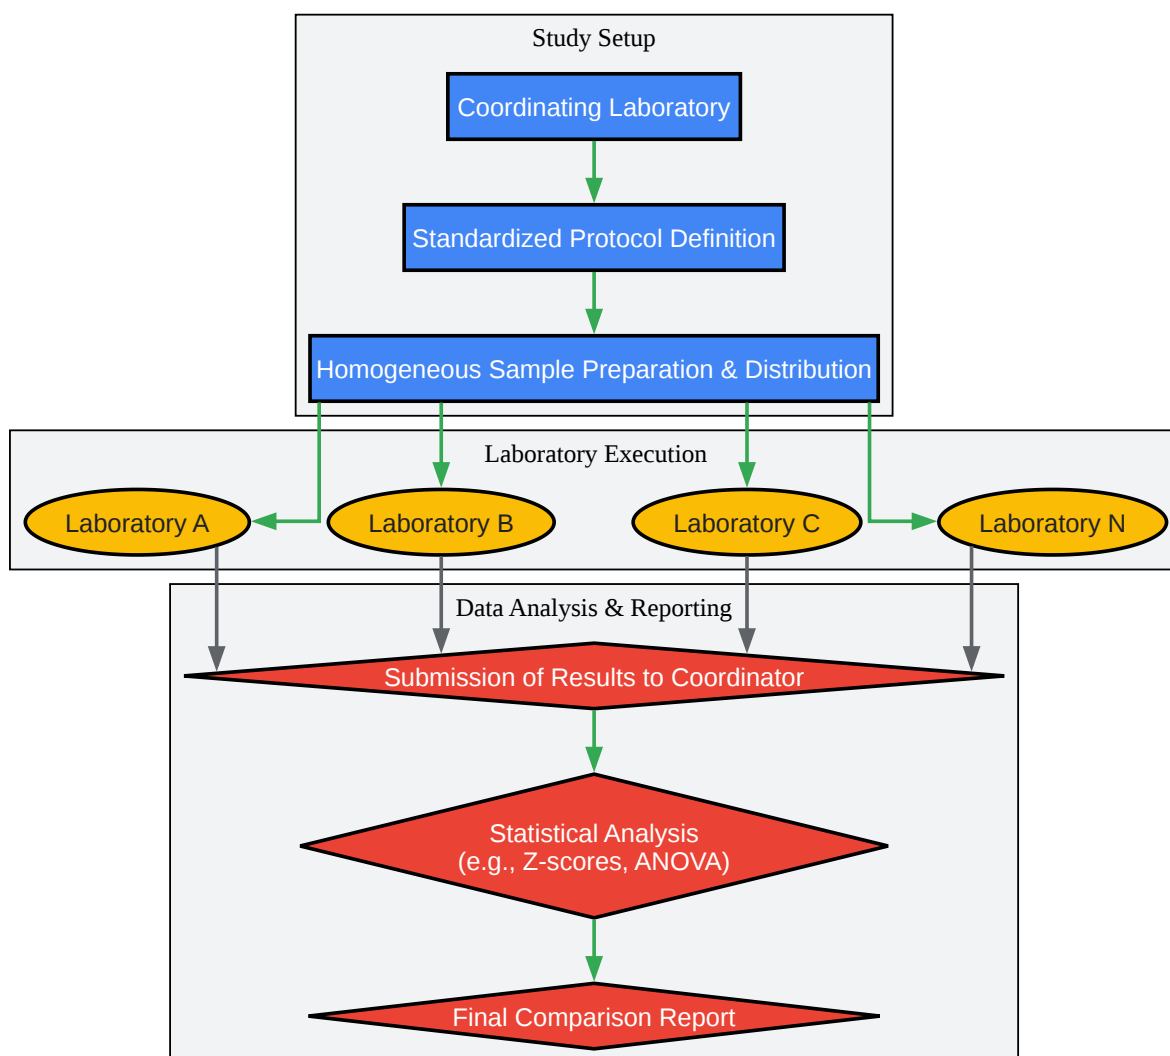 Study Setup
Coordinating Laboratory
Standardized Protocol Definition
Homogeneous Sample Preparation & Distribution
Laboratory Execution
Laboratory A
Laboratory B
Laboratory C
Laboratory N
Data Analysis & Reporting
Submission of Results to Coordinator
Statistical Analysis
(e.g., Z-scores, ANOVA)
Final Comparison Report